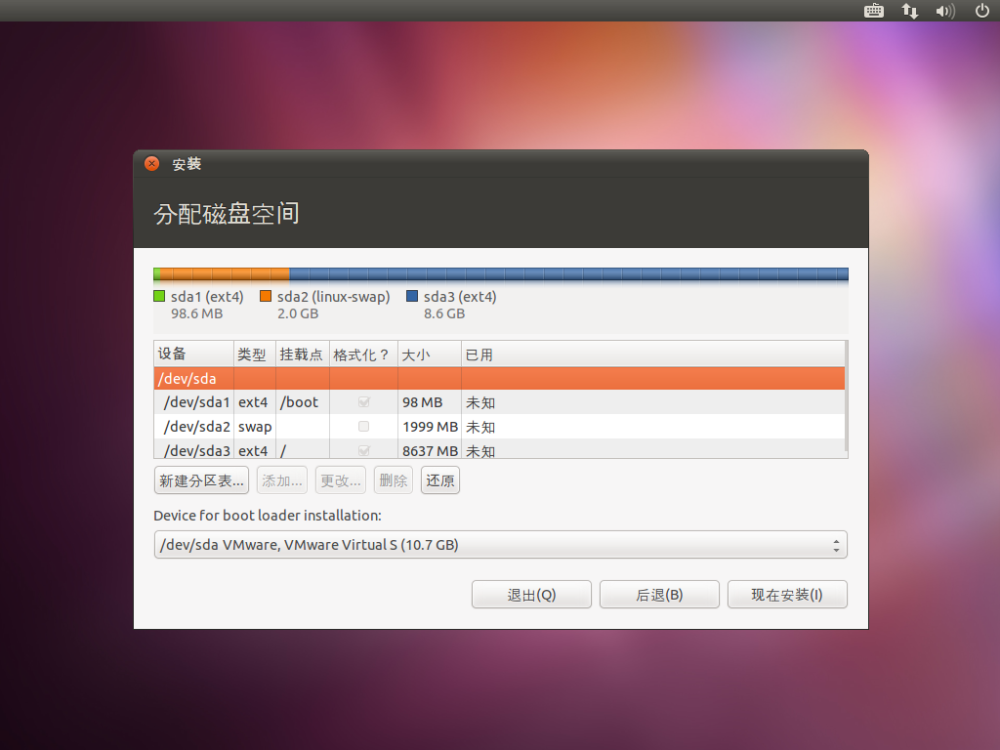 安装
分配磁盘空间
sda1 (ext4) sda2 (linux-swap) sda3 (ext4)
98.6 MB 2.0 GB 8.6 GB
设备 类型 挂载点 格式化？ 大小 已用
/dev/sda
/dev/sda1 ext4 /boot 98 MB 未知
/dev/sda2 swap 1999 MB 未知
/dev/sda3 ext4 / 8637 MB 未知
新建分区表... 添加... 更改... 删除 还原
Device for boot loader installation:
/dev/sda VMware, VMware Virtual S (10.7 GB)
退出(Q) 后退(B) 现在安装(I)